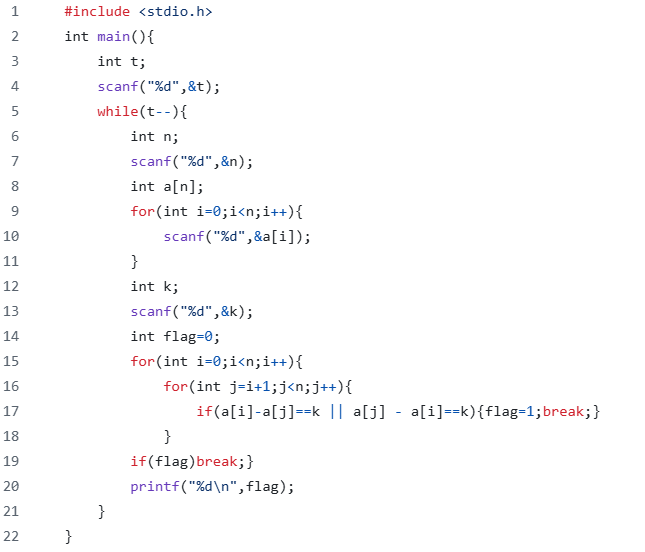 1 #include <stdio.h>
2 int main(){
3     int t;
4     scanf("%d",&t);
5     while(t--){
6         int n;
7         scanf("%d",&n);
8         int a[n];
9         for(int i=0;i<n;i++){
10             scanf("%d",&a[i]);
11         }
12         int k;
13         scanf("%d",&k);
14         int flag=0;
15         for(int i=0;i<n;i++){
16             for(int j=i+1;j<n;j++){
17                 if(a[i]-a[j]==k || a[j] - a[i]==k){flag=1;break;}
18             }
19         if(flag)break;}
20         printf("%d\n",flag);
21     }
22 }